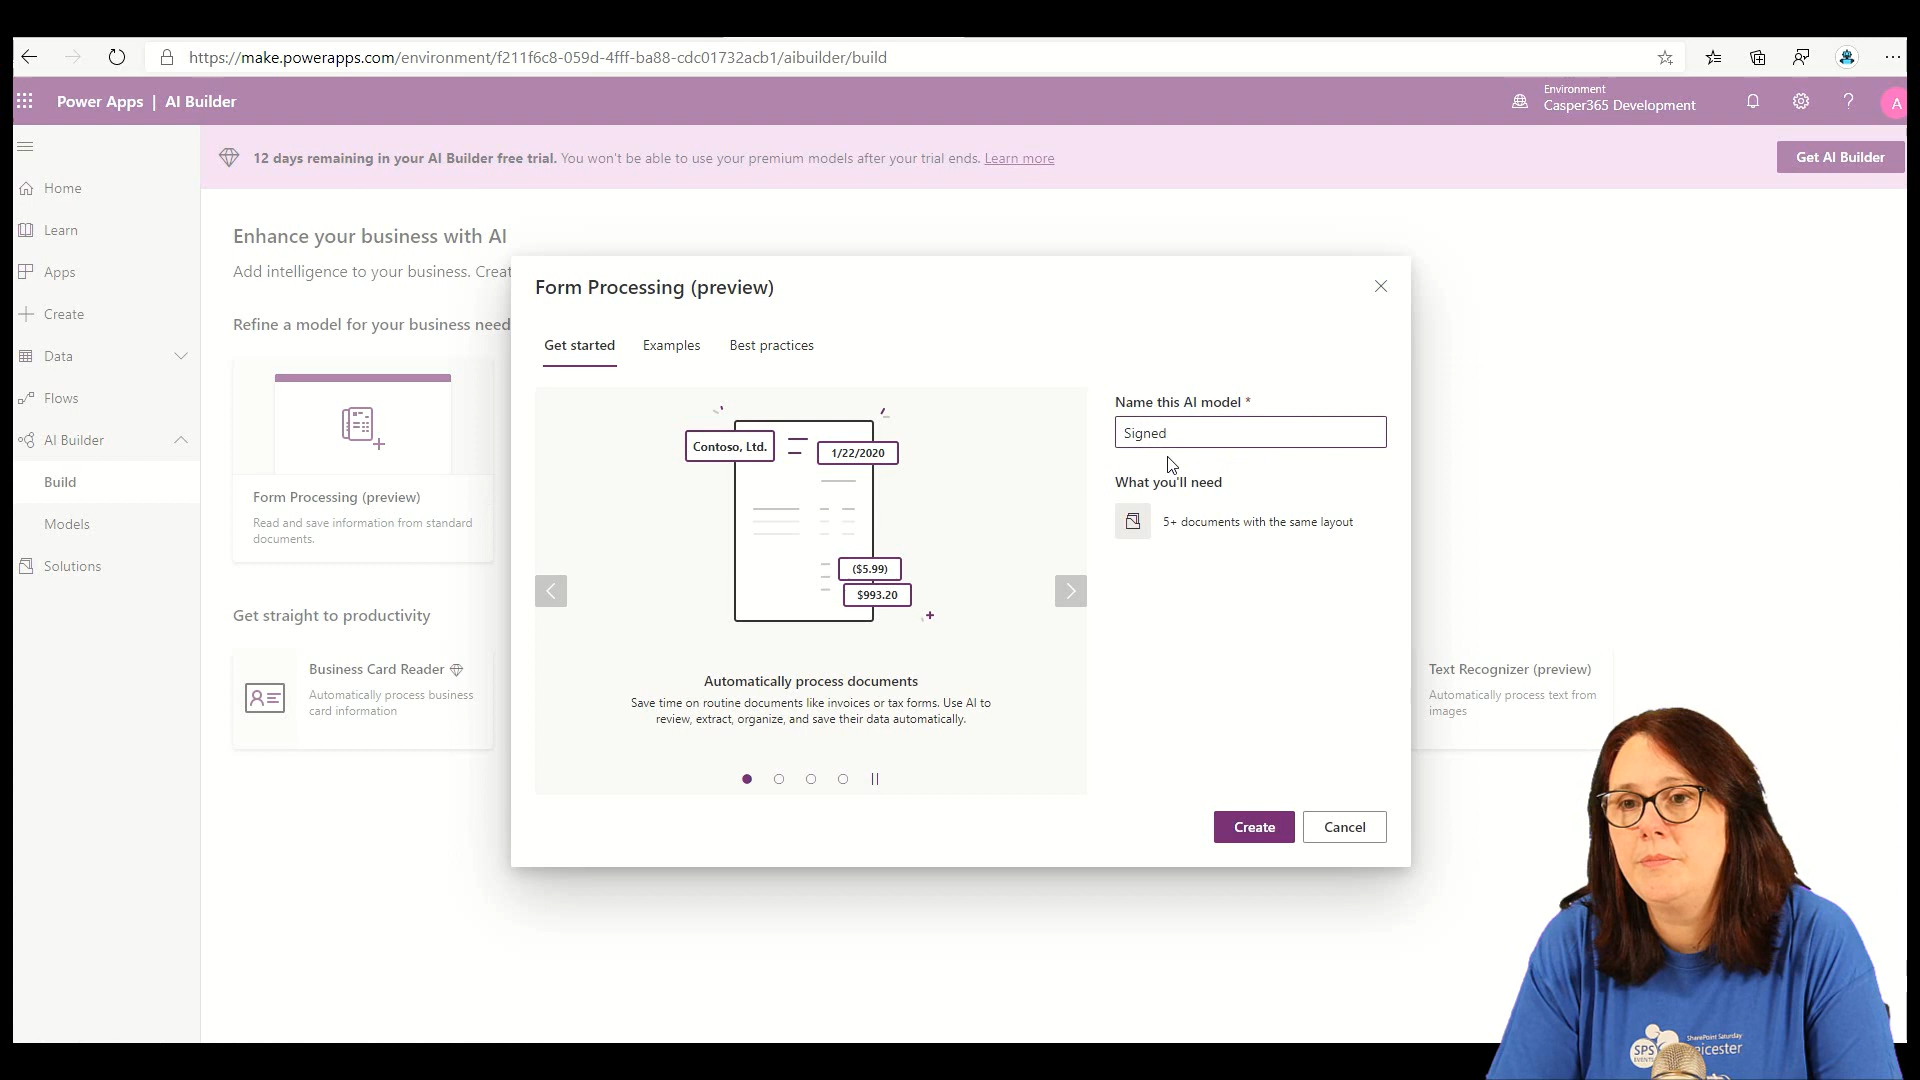 https://make.powerapps.com/environment/f211f6c8-059d-4fff-ba88-cdc01732acb1/aibuilder/build
Power Apps | AI Builder
Environment
Casper365 Development
A
12 days remaining in your AI Builder free trial. You won't be able to use your premium models after your trial ends. Learn more
Get AI Builder
Home
Learn
Apps
Create
Data
Flows
AI Builder
Build
Models
Solutions
Enhance your business with AI
Add intelligence to your business. Creat
Refine a model for your business need
Form Processing (preview)
Read and save information from standard
documents.
Get straight to productivity
Business Card Reader
Automatically process business
card information
Text Recognizer (preview)
Automatically process text from
images
Form Processing (preview)
Get started
Examples
Best practices
Contoso, Ltd.
1/22/2020
($5.99)
$993.20
Automatically process documents
Save time on routine documents like invoices or tax forms. Use AI to
review, extract, organize, and save their data automatically.
Name this AI model *
Signed
What you'll need
5+ documents with the same layout
Create
Cancel
SharePoint Saturday
SPS
EVENTS
eicester